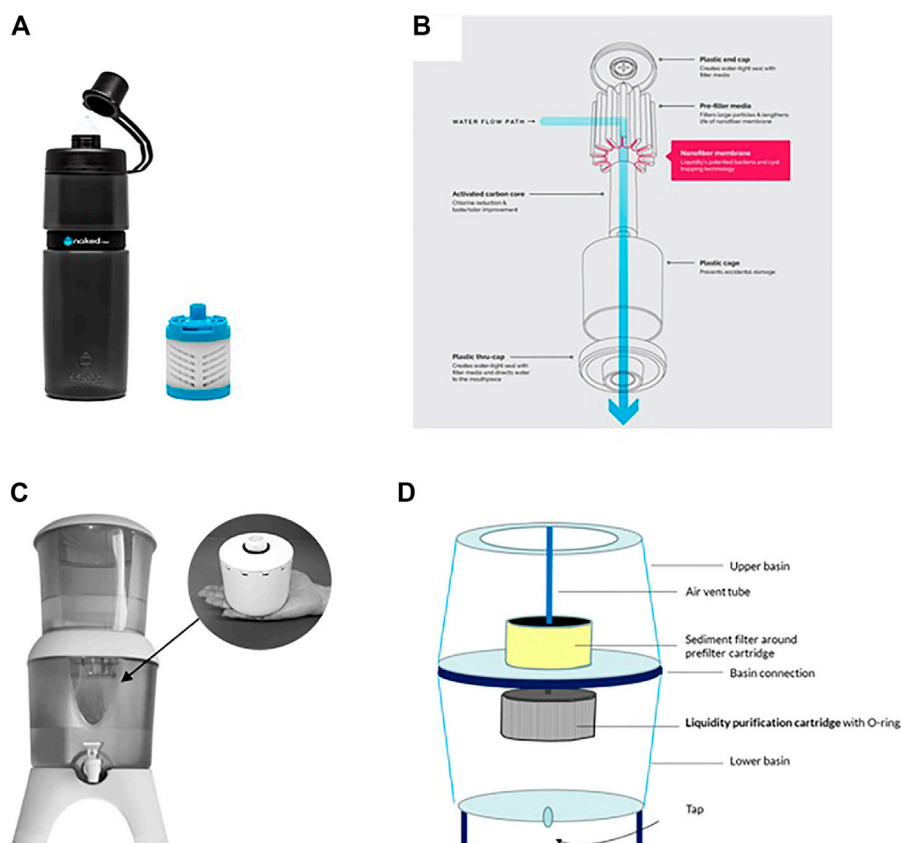 A
B
naked
WATER FLOW PATH
Plastic end cap
Creates water-tight seal with
filter media
Pre-filter media
Filters large particles & lengthens
life of nanofiber membrane
Nanofiber membrane
Liquidity's patented bacteria and cyst
trapping technology
Activated carbon core
Chlorine reduction &
taste/odor improvement
Plastic cage
Prevents accidental damage
Plastic thru-cap
Creates water-tight seal with
filter media and directs water
to the mouthpiece
C
D
Upper basin
Air vent tube
Sediment filter around
prefilter cartridge
Basin connection
Liquidity purification cartridge with O-ring
Lower basin
Tap